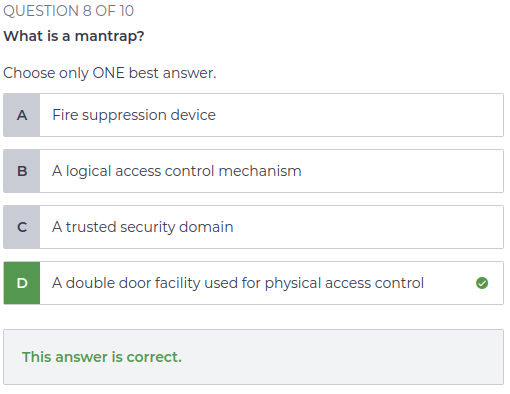 QUESTION 8 OF 10
What is a mantrap?
Choose only ONE best answer.
A Fire suppression device
B A logical access control mechanism
C A trusted security domain
D A double door facility used for physical access control
This answer is correct.